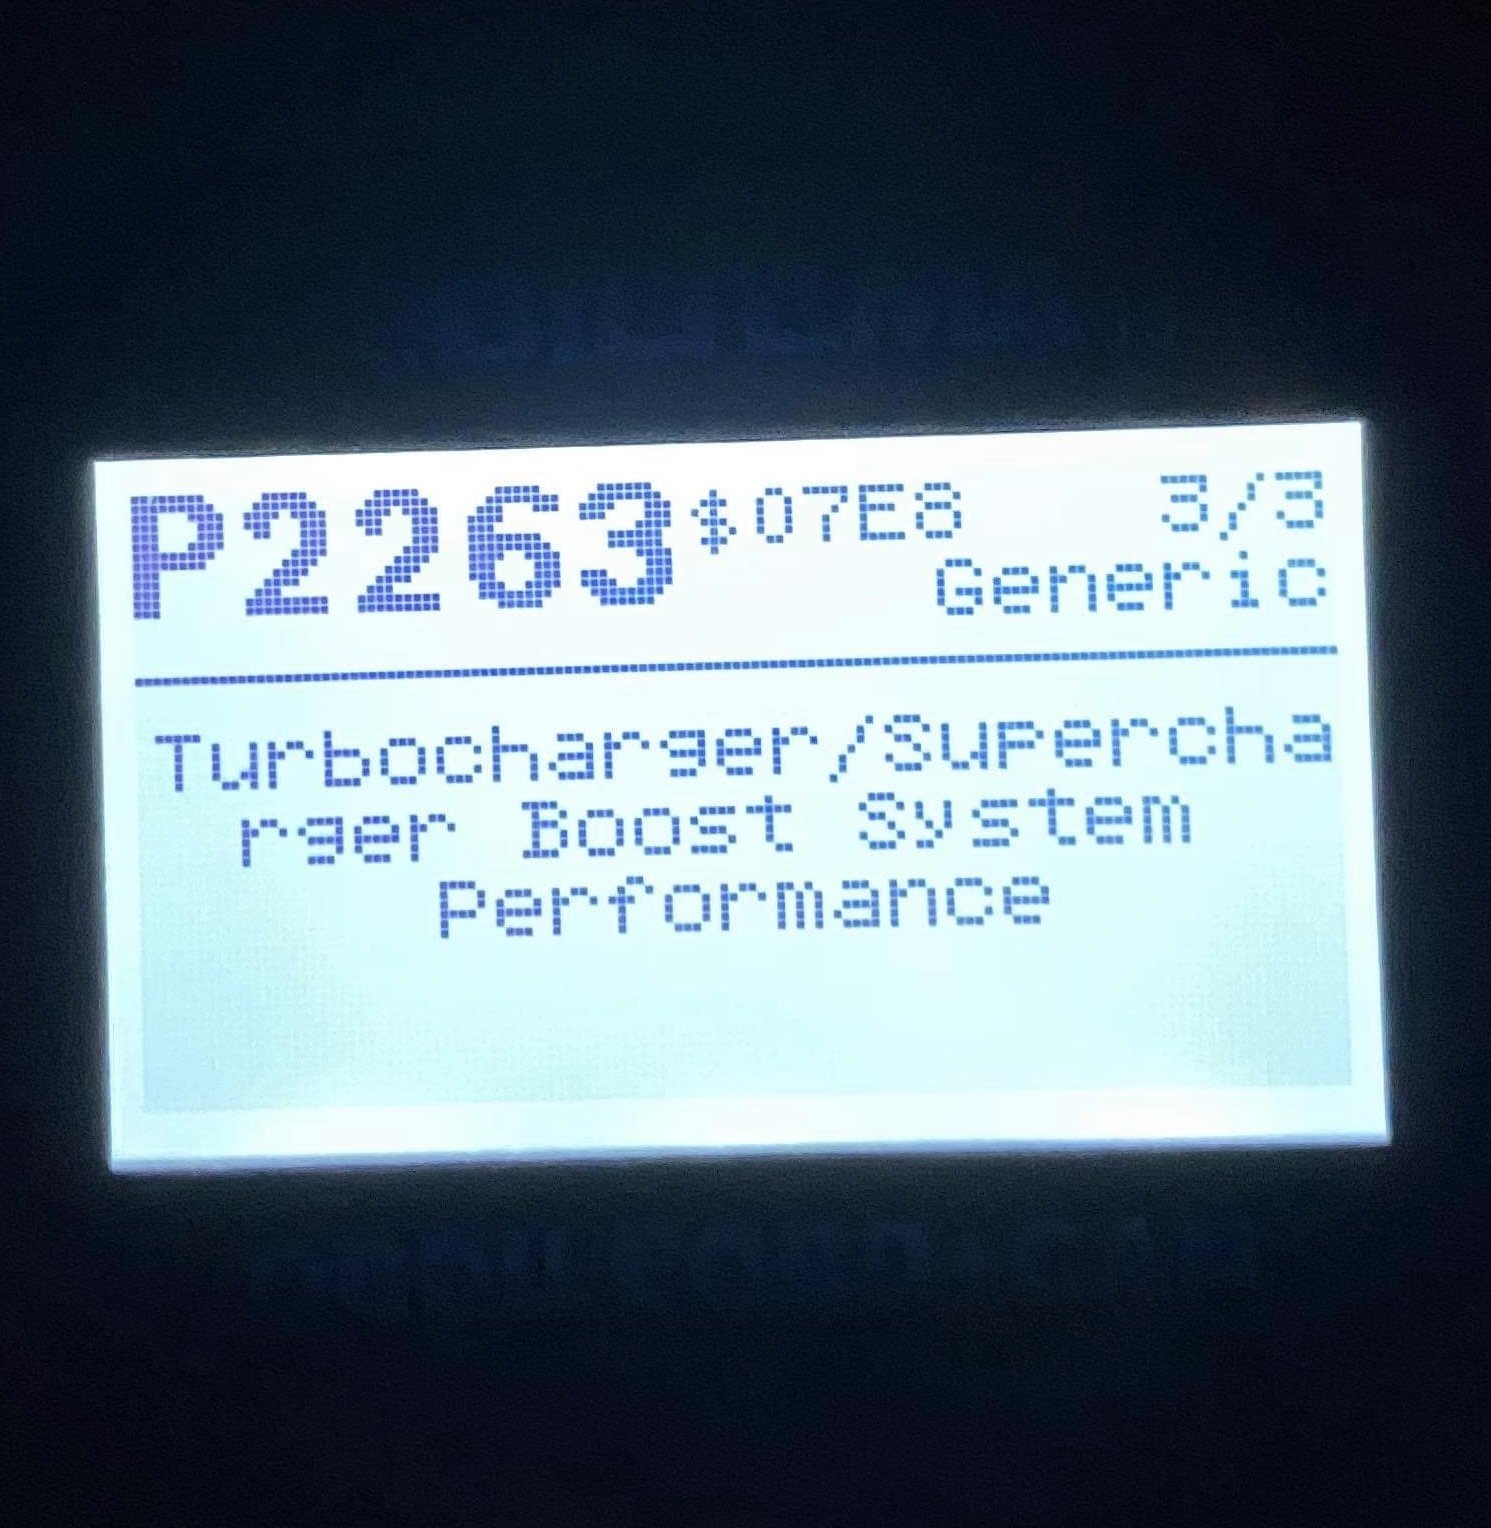 P2263 $07E8 3/3
Generic
Turbocharger/Supercha
rger Boost System
Performance